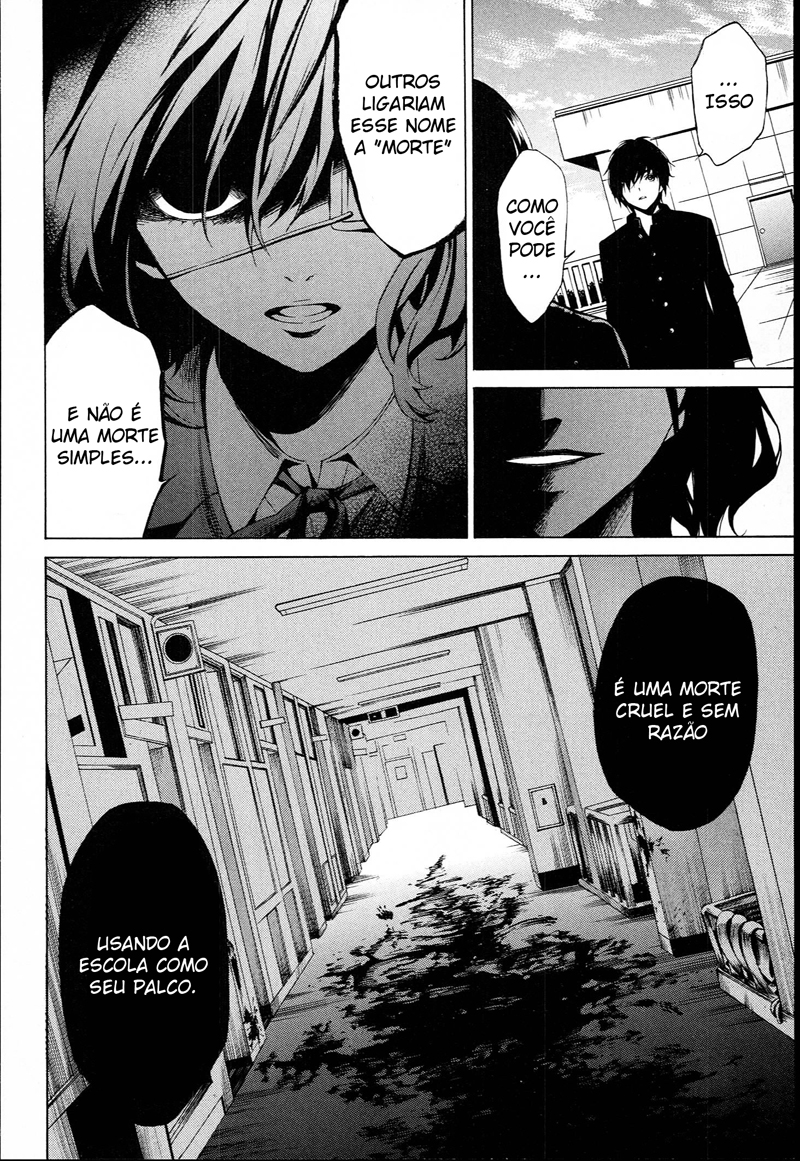 ...
ISSO
COMO
VOCÊ
PODE
...
OUTROS
LIGARIAM
ESSE NOME
A "MORTE"
E NÃO É
UMA MORTE
SIMPLES...
É UMA MORTE
CRUEL E SEM
RAZÃO
USANDO A
ESCOLA COMO
SEU PALCO.